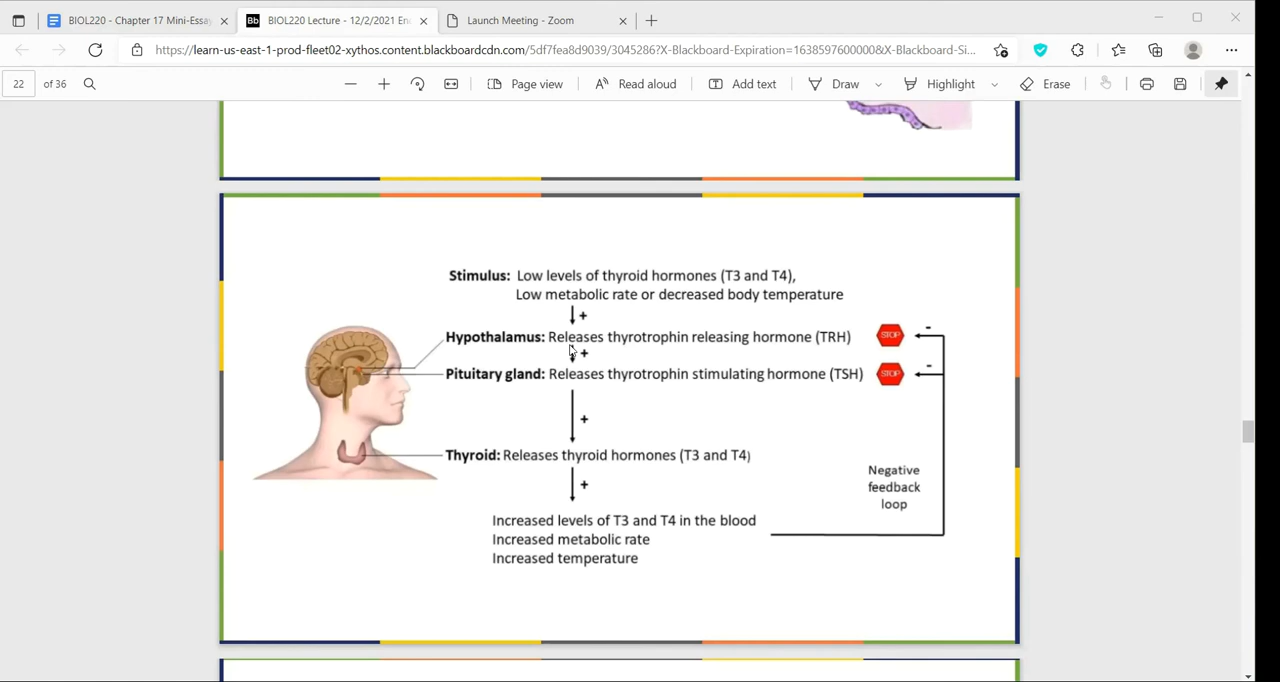 BIOL220 - Chapter 17 Mini-Essay
BIOL220 Lecture - 12/2/2021 En
Launch Meeting - Zoom
https://learn-us-east-1-prod-fleet02-xythos.content.blackboardcdn.com/5df7fea8d9039/3045286?X-Blackboard-Expiration=1638597600000&X-Blackboard-Si...
22 of 36
Page view
Read aloud
Add text
Draw
Highlight
Erase
Stimulus: Low levels of thyroid hormones (T3 and T4),
Low metabolic rate or decreased body temperature
+
Hypothalamus: Releases thyrotrophin releasing hormone (TRH)
STOP
-
+
Pituitary gland: Releases thyrotrophin stimulating hormone (TSH)
STOP
-
+
Thyroid: Releases thyroid hormones (T3 and T4)
+
Negative
feedback
loop
Increased levels of T3 and T4 in the blood
Increased metabolic rate
Increased temperature